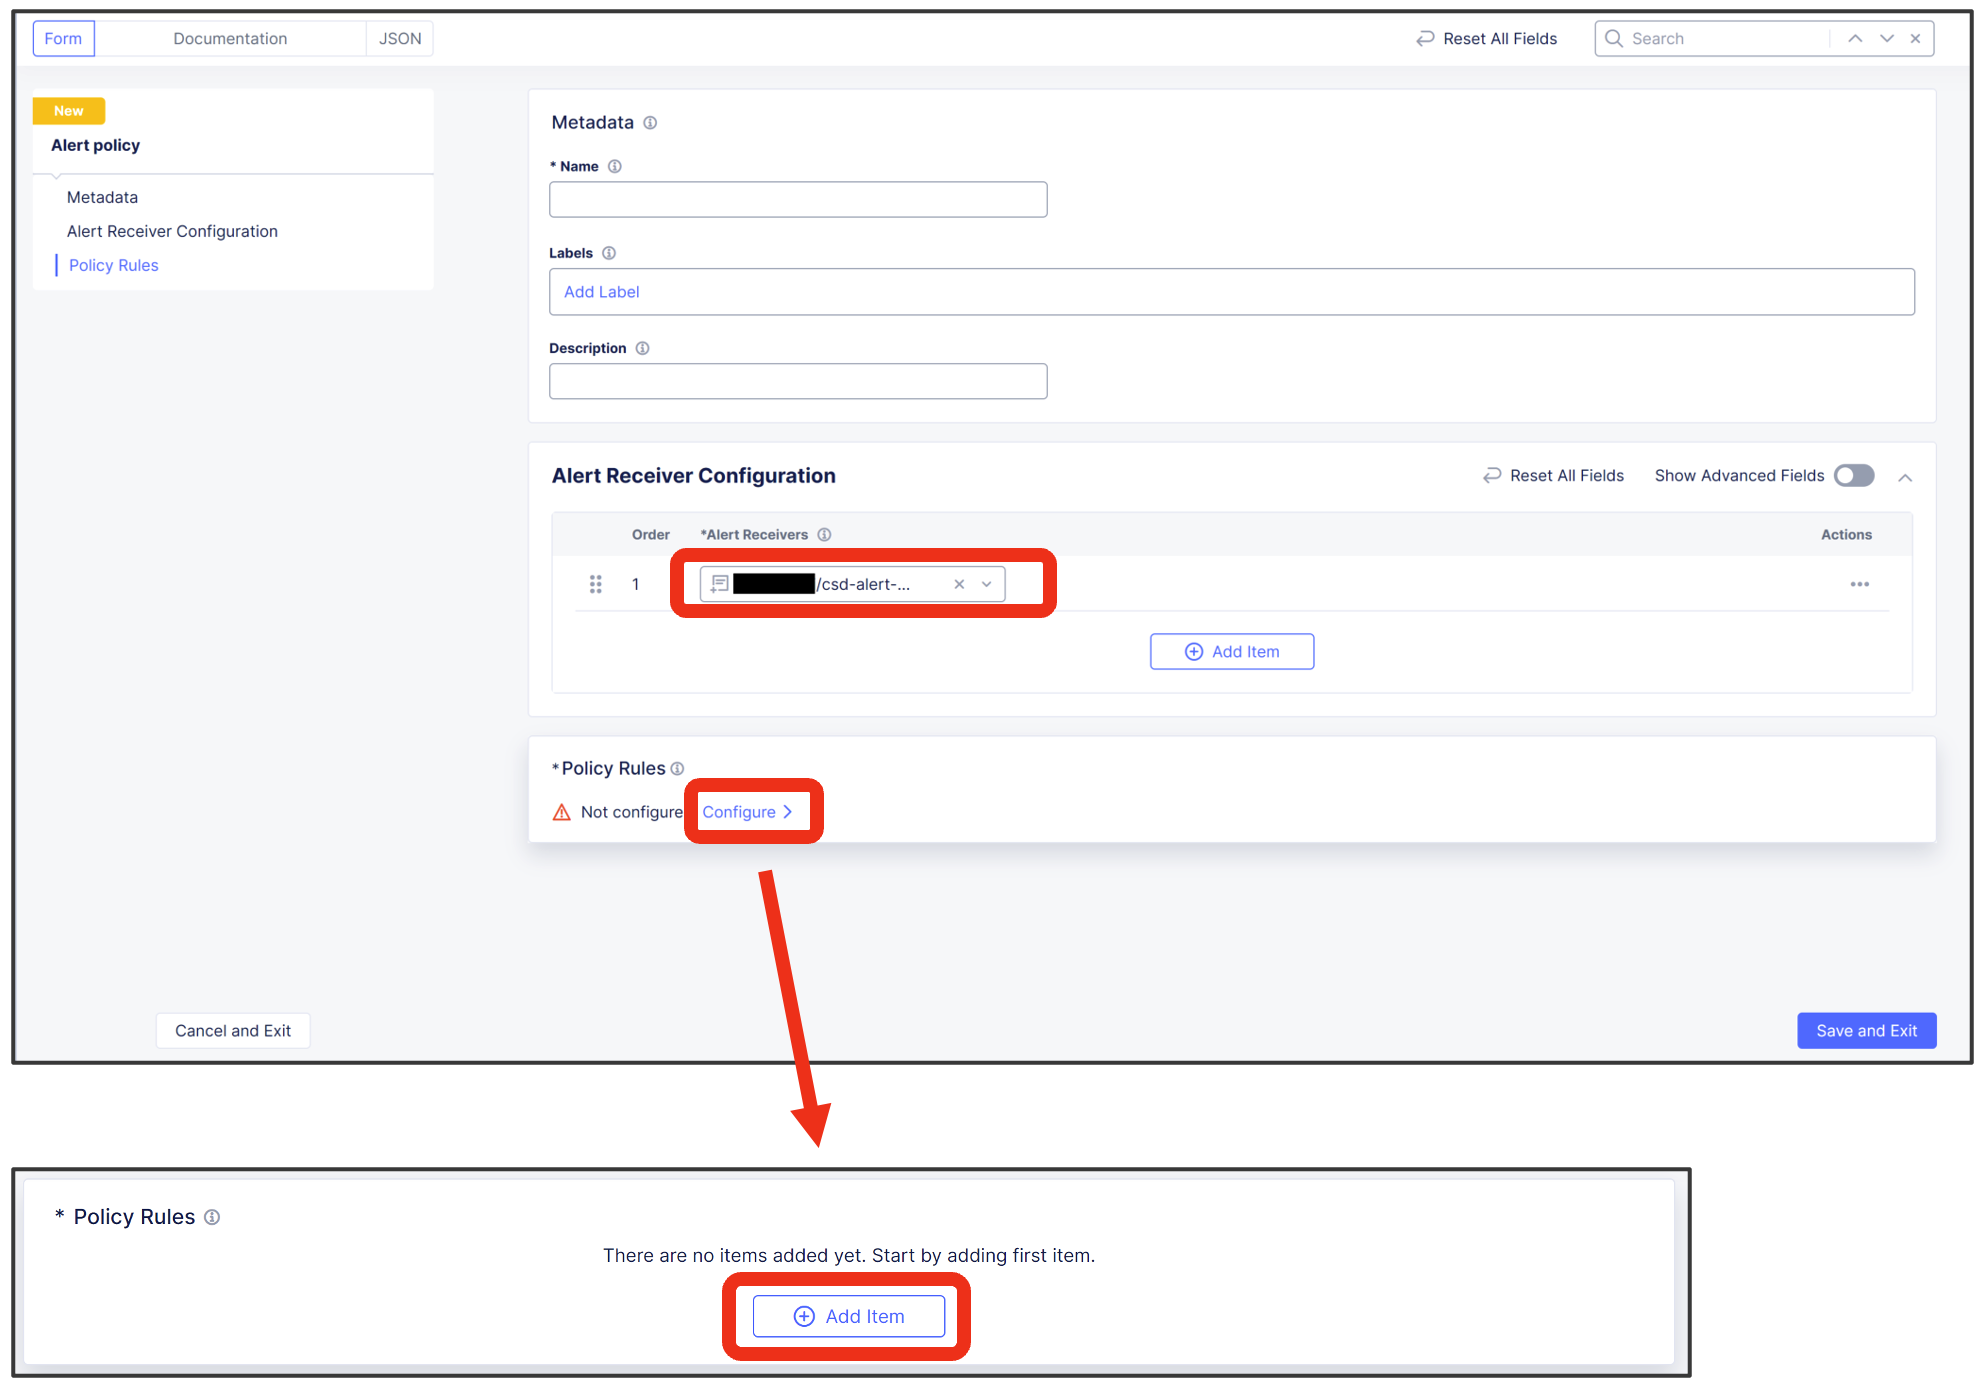 Form Documentation JSON Reset All Fields Search
New
Alert policy
Metadata
Alert Receiver Configuration
Policy Rules
Metadata
* Name
Labels
Add Label
Description
Alert Receiver Configuration Reset All Fields Show Advanced Fields
Order *Alert Receivers Actions
1 /csd-alert-...
Add Item
*Policy Rules
Not configure Configure
Cancel and Exit Save and Exit
* Policy Rules
There are no items added yet. Start by adding first item.
Add Item